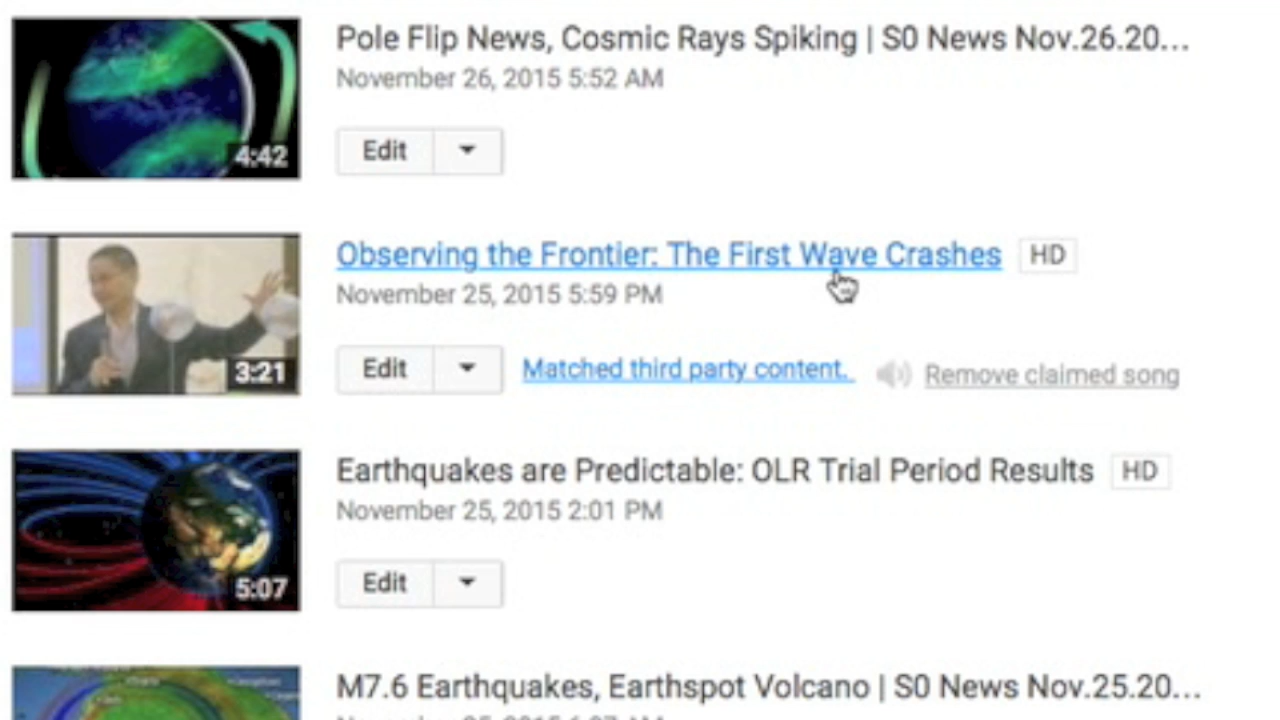 Pole Flip News, Cosmic Rays Spiking | S0 News Nov.26.20...
November 26, 2015 5:52 AM
4:42
Edit
Observing the Frontier: The First Wave Crashes HD
November 25, 2015 5:59 PM
3:21
Edit Matched third party content. Remove claimed song
Earthquakes are Predictable: OLR Trial Period Results HD
November 25, 2015 2:01 PM
5:07
Edit
M7.6 Earthquakes, Earthspot Volcano | S0 News Nov.25.20...